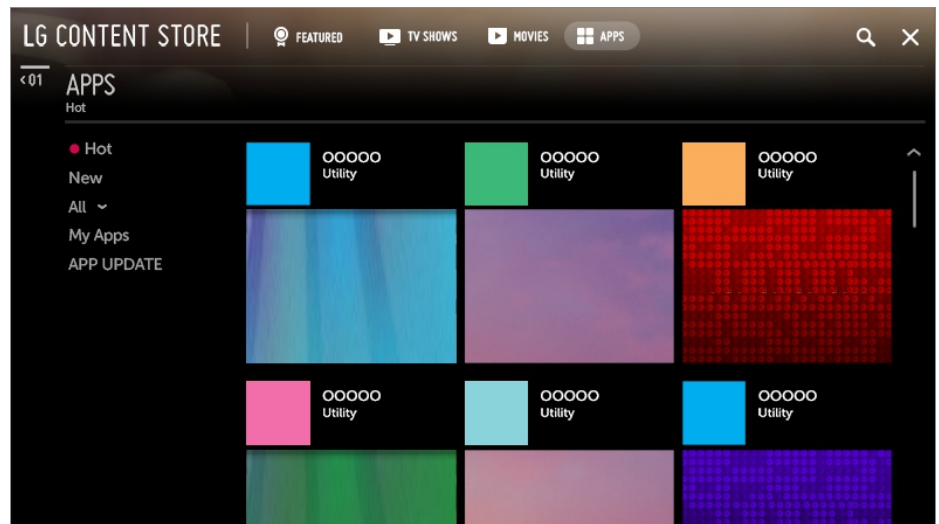 LG CONTENT STORE
FEATURED
TV SHOWS
MOVIES
APPS
<01
APPS
Hot
Hot
New
All
My Apps
APP UPDATE
OOOOO
Utility
OOOOO
Utility
OOOOO
Utility
OOOOO
Utility
OOOOO
Utility
OOOOO
Utility